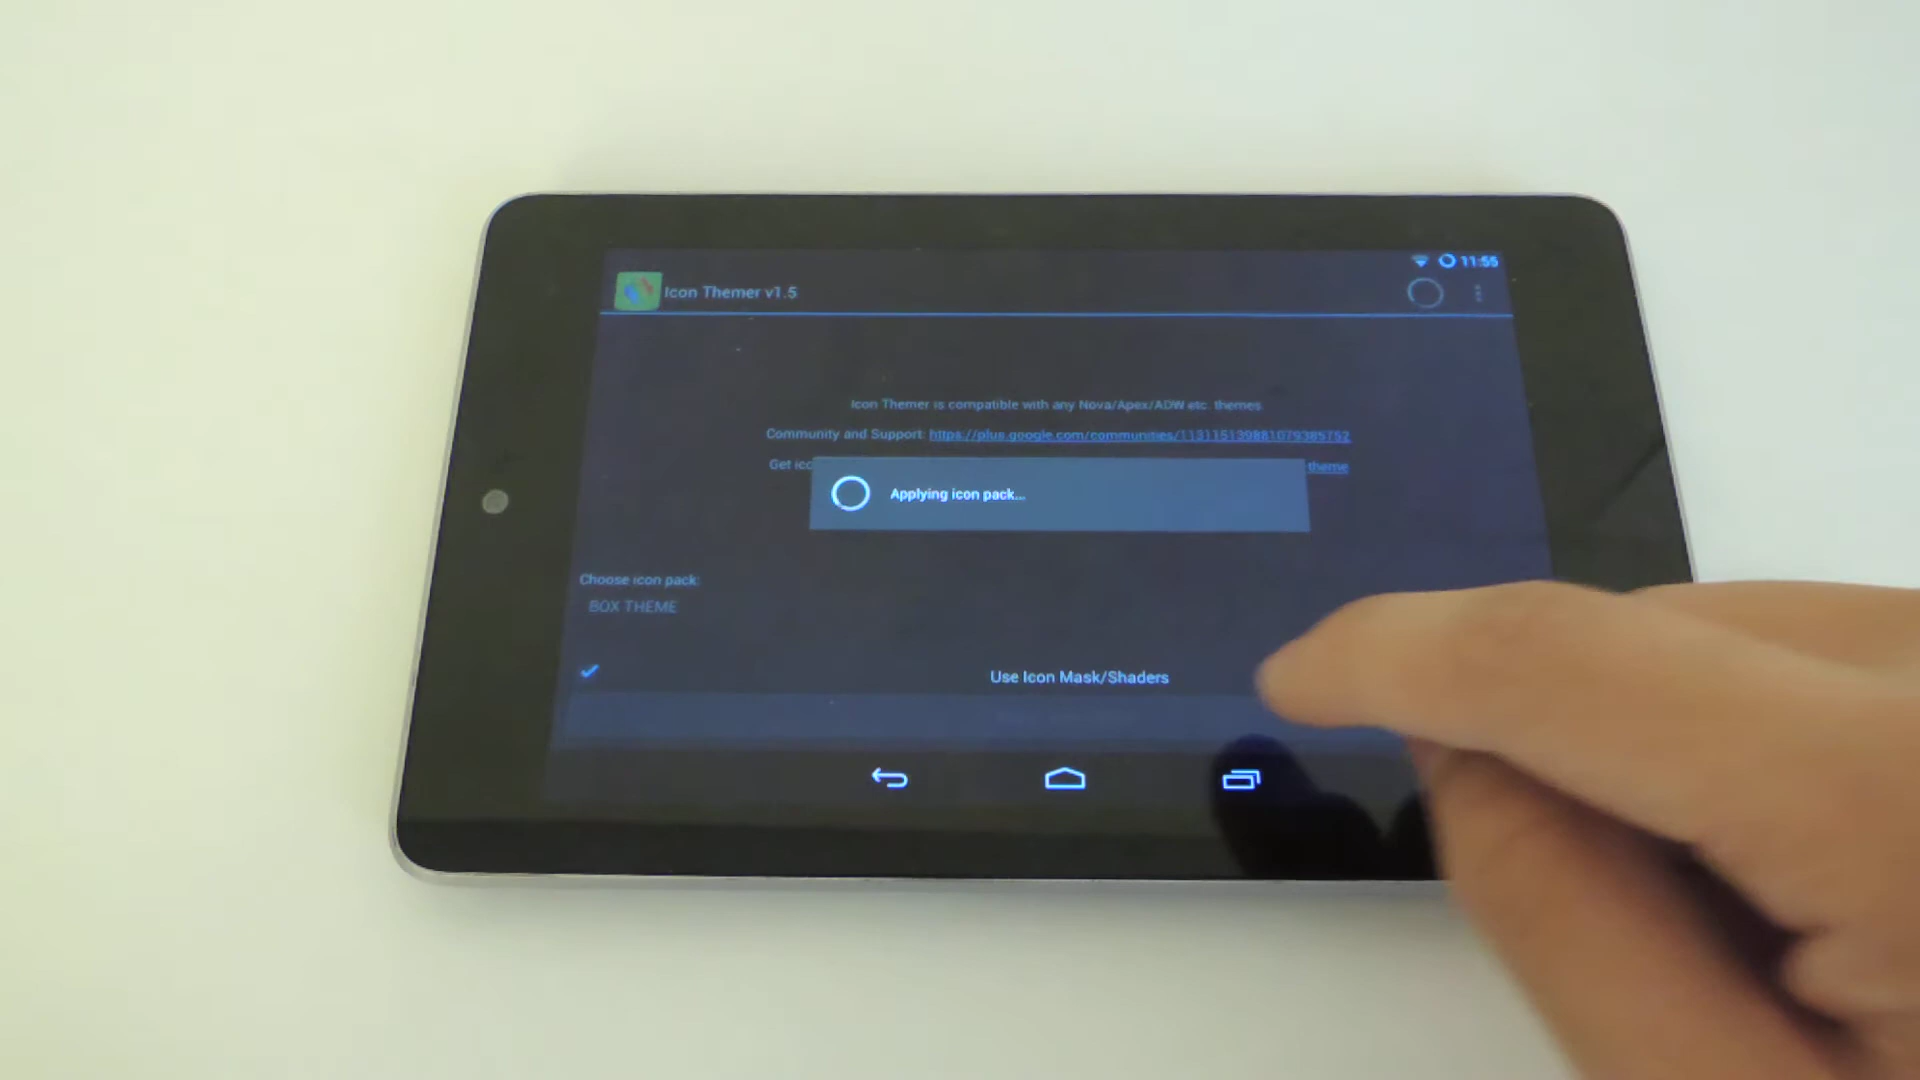 11:55
Icon Themer v1.5
Icon Themer is compatible with any Nova/Apex/ADW etc. themes
Community and Support: https://plus.google.com/communities/113115139881079385752
Get ico
theme
Applying icon pack...
Choose icon pack:
BOX THEME
Use Icon Mask/Shaders